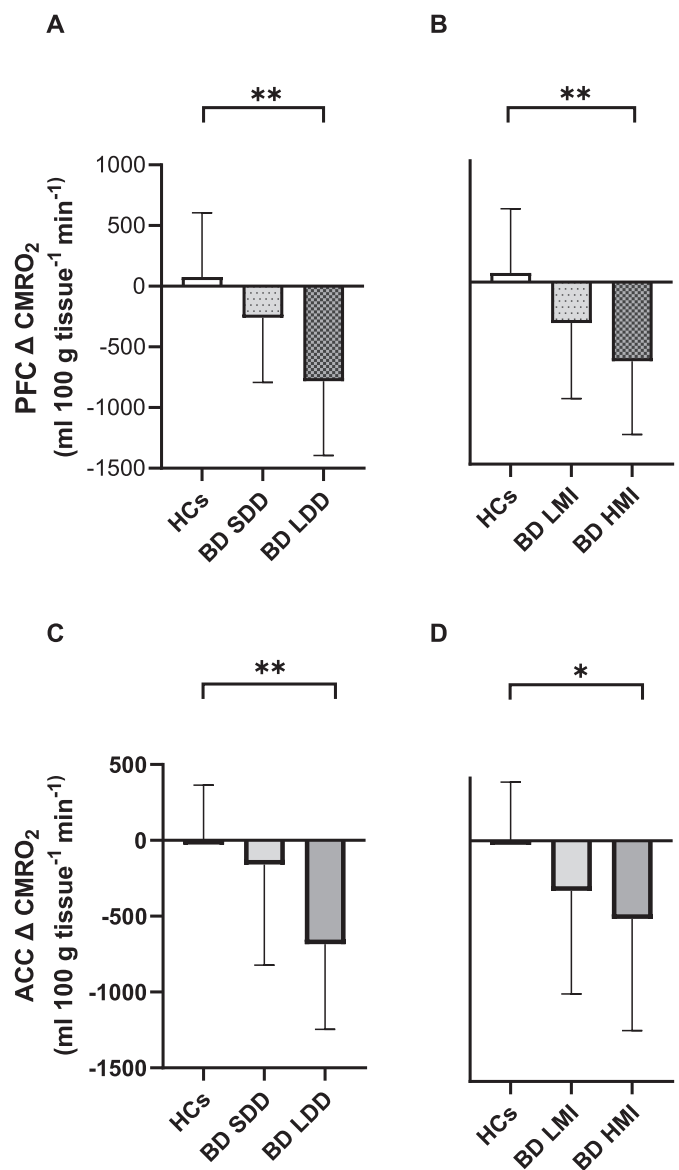 A
B
**
**
PFC Δ CMRO₂
(ml 100 g tissue⁻¹ min⁻¹)
1000
500
0
-500
-1000
-1500
HCs
BD SDD
BD LDD
HCs
BD LMI
BD HMI
C
D
**
*
ACC Δ CMRO₂
(ml 100 g tissue⁻¹ min⁻¹)
500
0
-500
-1000
-1500
HCs
BD SDD
BD LDD
HCs
BD LMI
BD HMI